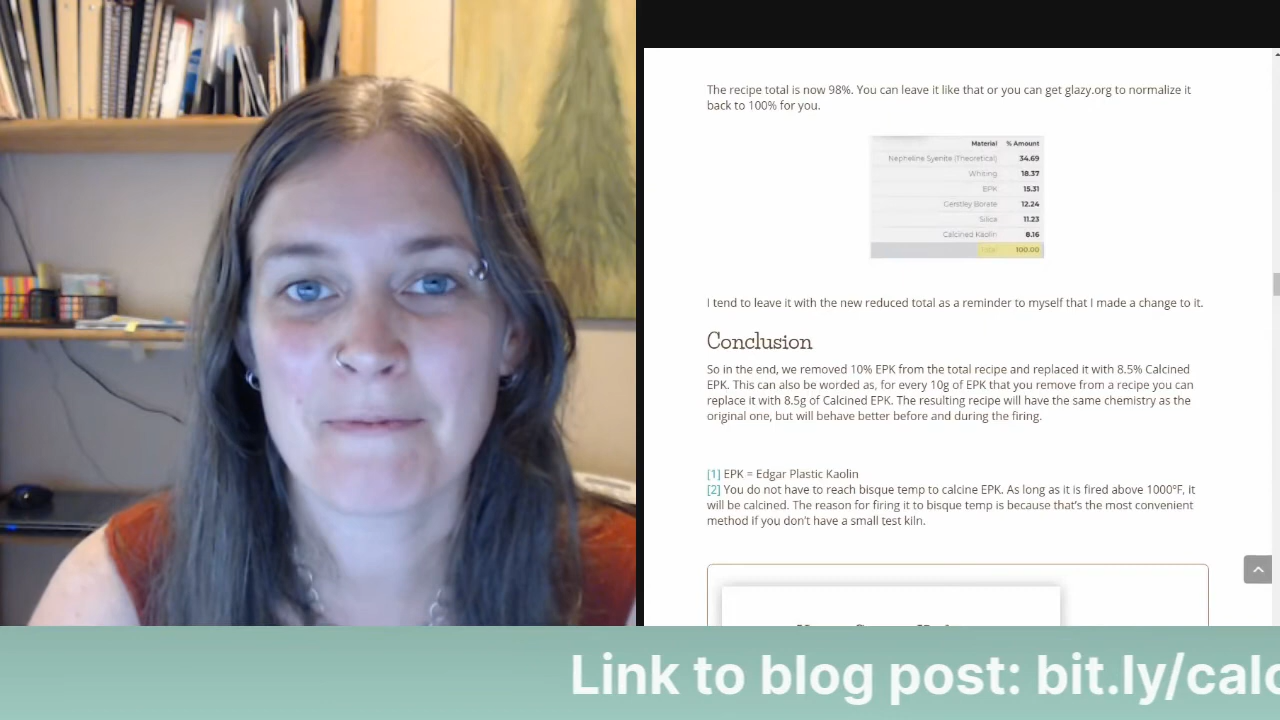 The recipe total is now 98%. You can leave it like that or you can get glazy.org to normalize it
back to 100% for you.
Material % Amount
Nepheline Syenite (Theoretical) 34.69
Whiting 18.37
EPK 15.31
Gerstley Borate 12.24
Silica 11.23
Calcined Kaolin 8.16
Total 100.00
I tend to leave it with the new reduced total as a reminder to myself that I made a change to it.
Conclusion
So in the end, we removed 10% EPK from the total recipe and replaced it with 8.5% Calcined
EPK. This can also be worded as, for every 10g of EPK that you remove from a recipe you can
replace it with 8.5g of Calcined EPK. The resulting recipe will have the same chemistry as the
original one, but will behave better before and during the firing.
[1] EPK = Edgar Plastic Kaolin
[2] You do not have to reach bisque temp to calcine EPK. As long as it is fired above 1000°F, it
will be calcined. The reason for firing it to bisque temp is because that's the most convenient
method if you don't have a small test kiln.
Link to blog post: bit.ly/calc